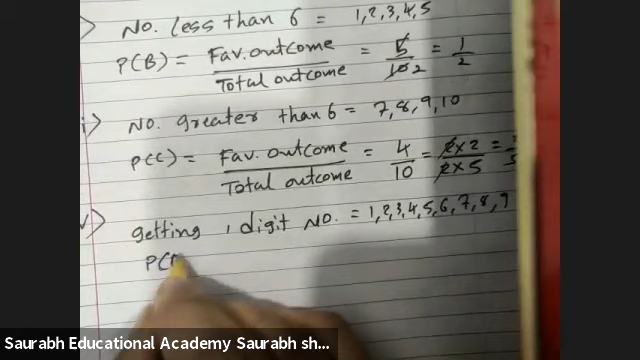 ) No. less than 6 = 1,2,3,4,5
P(B) = Fav. outcome / Total outcome = 5 / 10 2 = 1 / 2
i) No. greater than 6 = 7,8,9,10
P(C) = Fav. outcome / Total outcome = 4 / 10 = 2 x 2 / 2 x 5 =
v) getting 1 digit No. = 1,2,3,4,5,6,7,8,9
P(
Saurabh Educational Academy Saurabh sh...